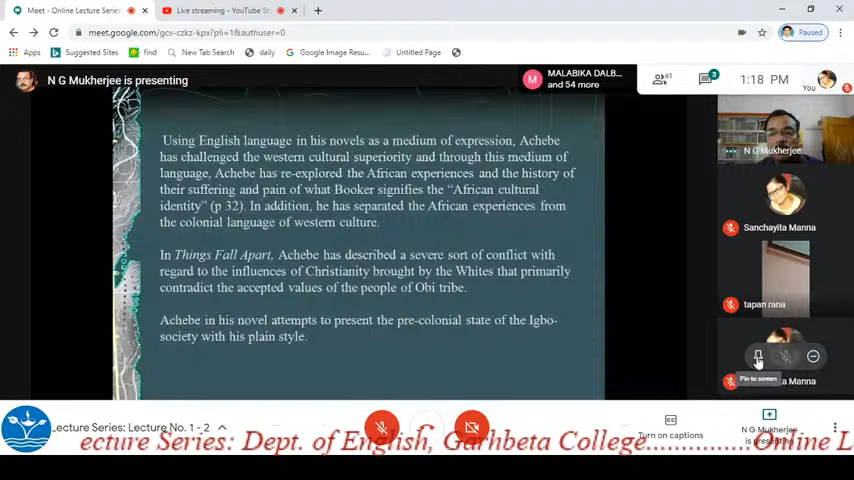 Meet - Online Lecture Series:
Live streaming - YouTube S
meet.google.com/gcv-czkz-kpx?pli=1&authuser=0
Paused
Apps
Suggested Sites
find
New Tab Search
daily
Google Image Resu...
Untitled Page
N G Mukherjee is presenting
M
MALABIKA DALB...
and 54 more
61
3
1:18 PM
You
Using English language in his novels as a medium of expression, Achebe
has challenged the western cultural superiority and through this medium of
language, Achebe has re-explored the African experiences and the history of
their suffering and pain of what Booker signifies the “African cultural
identity” (p 32). In addition, he has separated the African experiences from
the colonial language of western culture.
In Things Fall Apart, Achebe has described a severe sort of conflict with
regard to the influences of Christianity brought by the Whites that primarily
contradict the accepted values of the people of Obi tribe.
Achebe in his novel attempts to present the pre-colonial state of the Igbo-
society with his plain style.
N G Mukherjee
Sanchayita Manna
tapan rana
Pin to screen
ta Manna
ecture Series: Lecture No. 1 - 2
Turn on captions
N G Mukherjee
is presenting
ecture Series: Dept. of English, Garhbeta College..............Online L